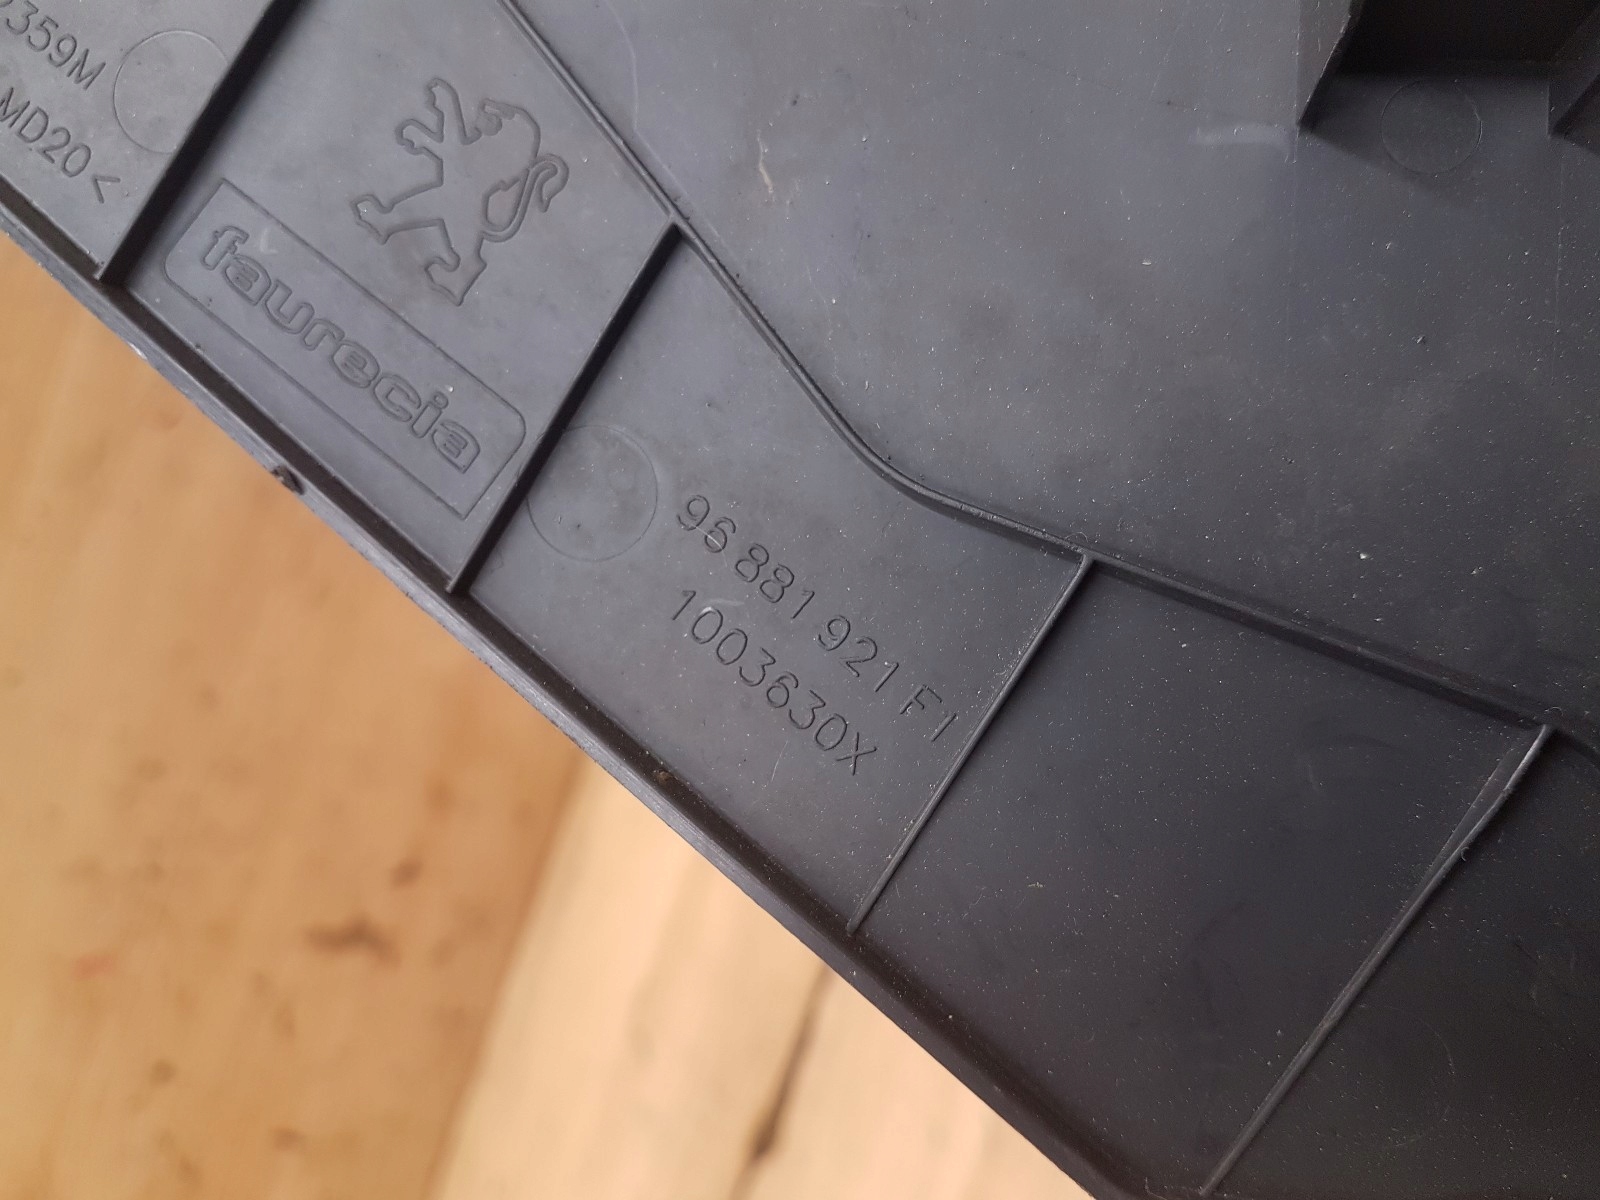 359M
MD20<
faurecia
96 881 921 F1
1003630X